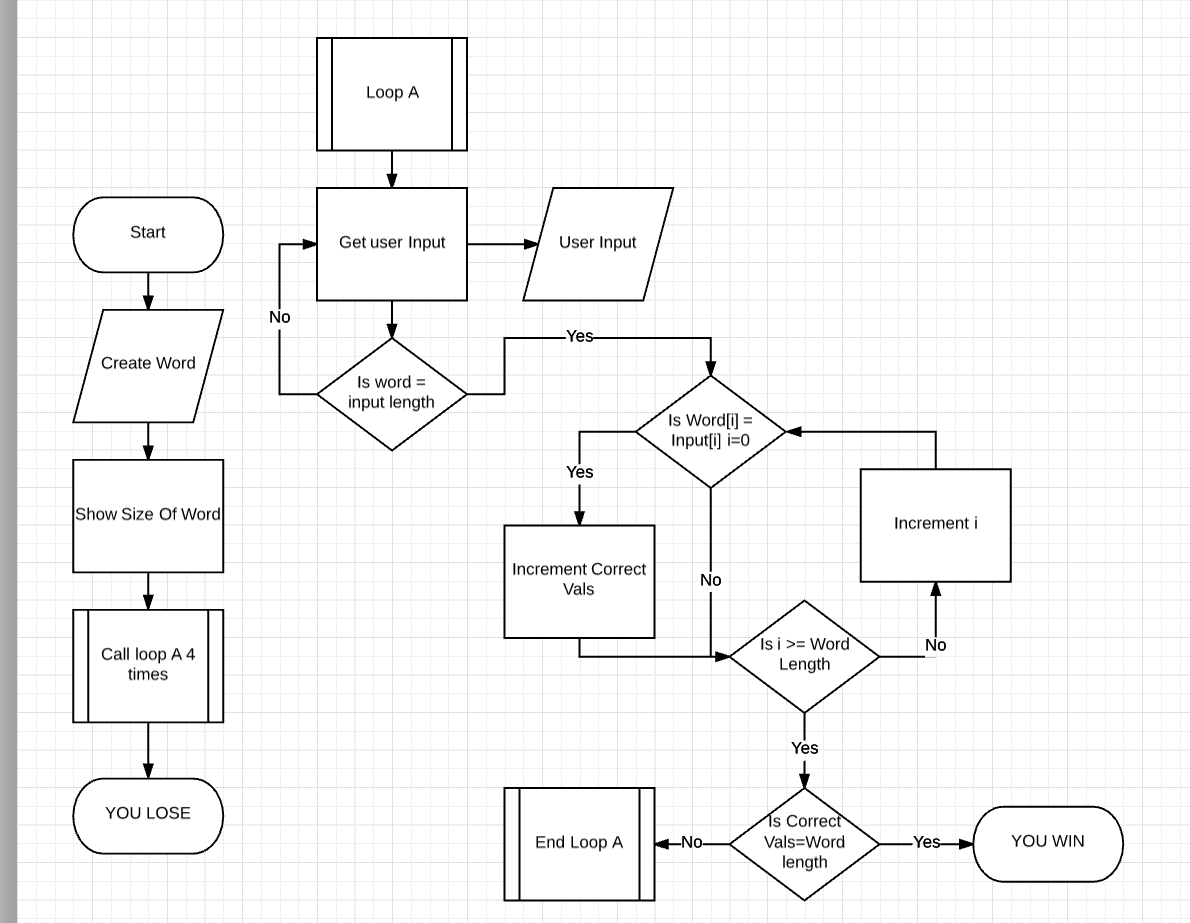 Loop A
Start
Get user Input
User Input
No
Yes
Create Word
Is word =
input length
Is Word[i] =
Input[i] i=0
Yes
Show Size Of Word
Increment i
Increment Correct
Vals
No
Call loop A 4
times
Is i >= Word
Length
No
Yes
YOU LOSE
End Loop A
No
Is Correct
Vals=Word
length
Yes
YOU WIN